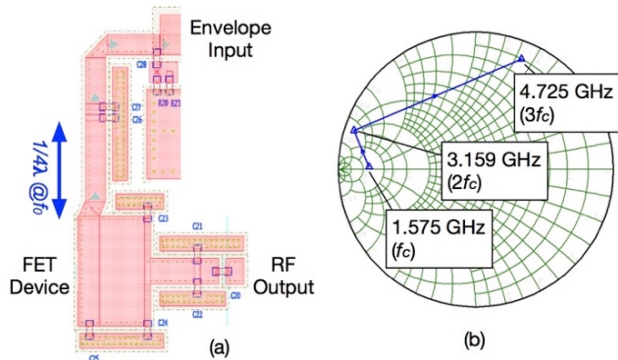 Envelope
Input
C28
R20 R21
C27
C26
1/4λ @f0
C23
FET
Device
C21
RF
Output
C20
C22
C24
C25
(a)
4.725 GHz
(3fc)
3.159 GHz
(2fc)
1.575 GHz
(fc)
(b)